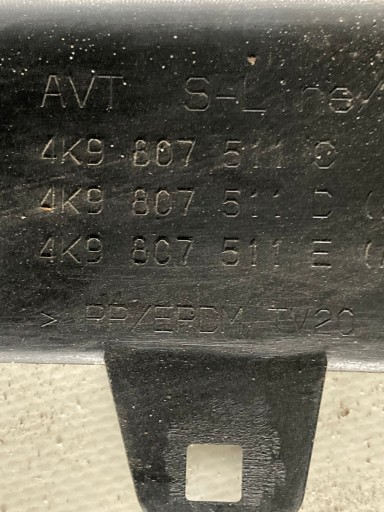 AVT S-Line/
4K9 807 511 C
4K9 807 511 D (
4K9 807 511 E (
> PP/EPDM-TV20